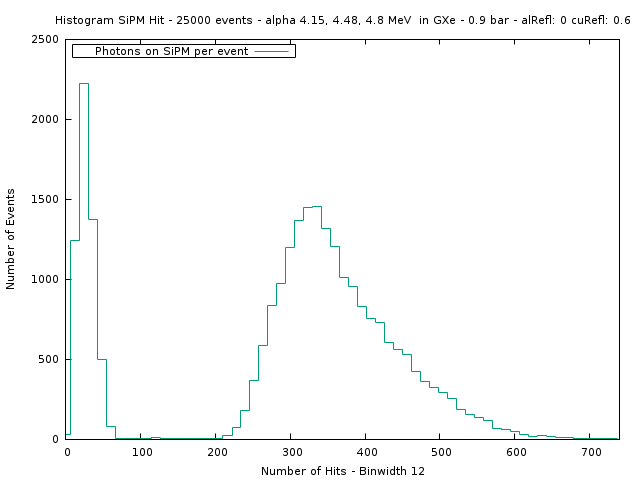 Histogram SiPM Hit - 25000 events - alpha 4.15, 4.48, 4.8 MeV  in GXe - 0.9 bar - alRefl: 0 cuRefl: 0.6
2500
Photons on SiPM per event
2000
1500
Number of Events
1000
500
0
0 100 200 300 400 500 600 700
Number of Hits - Binwidth 12